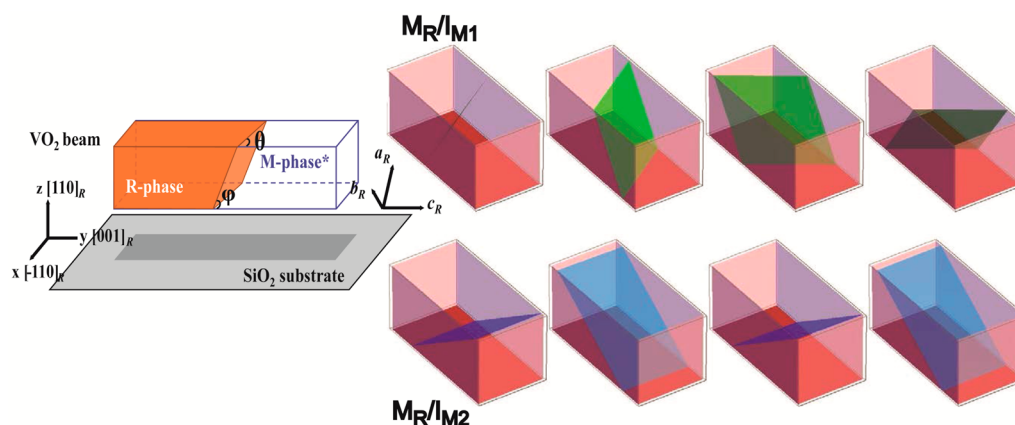 M_R/I_M1
VO₂ beam
θ
M-phase*
R-phase
φ
a_R
b_R
c_R
z [110]_R
y [001]_R
x [-110]_R
SiO₂ substrate
M_R/I_M2